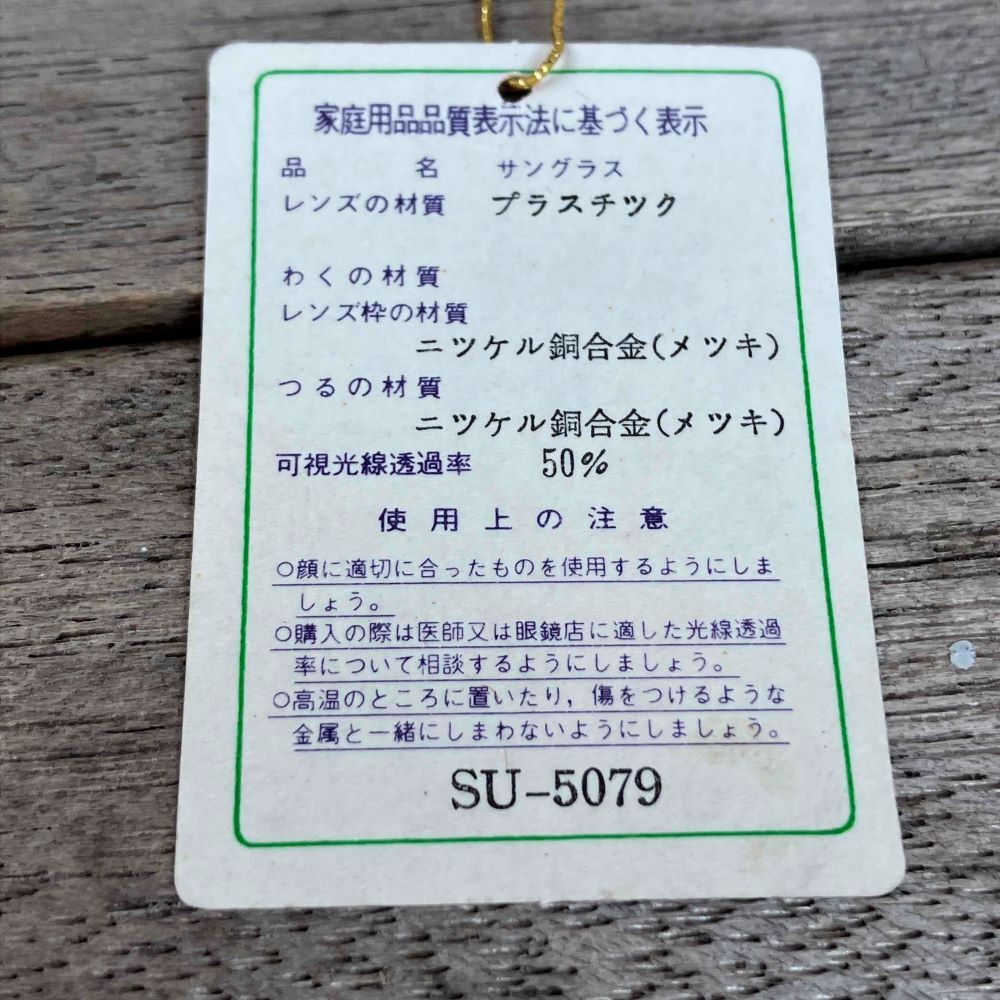 家庭用品品質表示法に基づく表示
品名 サングラス
レンズの材質 プラスチツク
わくの材質
レンズ枠の材質
ニツケル銅合金(メツキ)
つるの材質
ニツケル銅合金(メツキ)
可視光線透過率 50%
使用上の注意
○顔に適切に合ったものを使用するようにしま
しょう。
○購入の際は医師又は眼鏡店に適した光線透過
率について相談するようにしましょう。
○高温のところに置いたり,傷をつけるような
金属と一緒にしまわないようにしましょう。
SU-5079